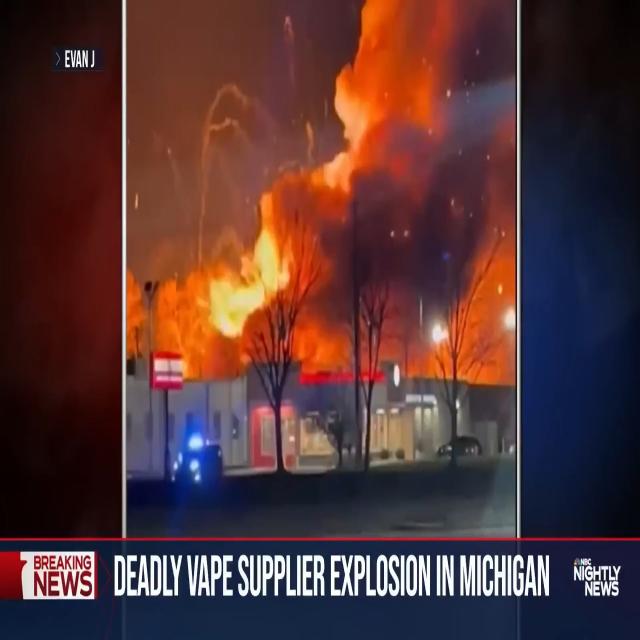 EVAN J
BREAKING
NEWS
DEADLY VAPE SUPPLIER EXPLOSION IN MICHIGAN
NBC
NIGHTLY
NEWS